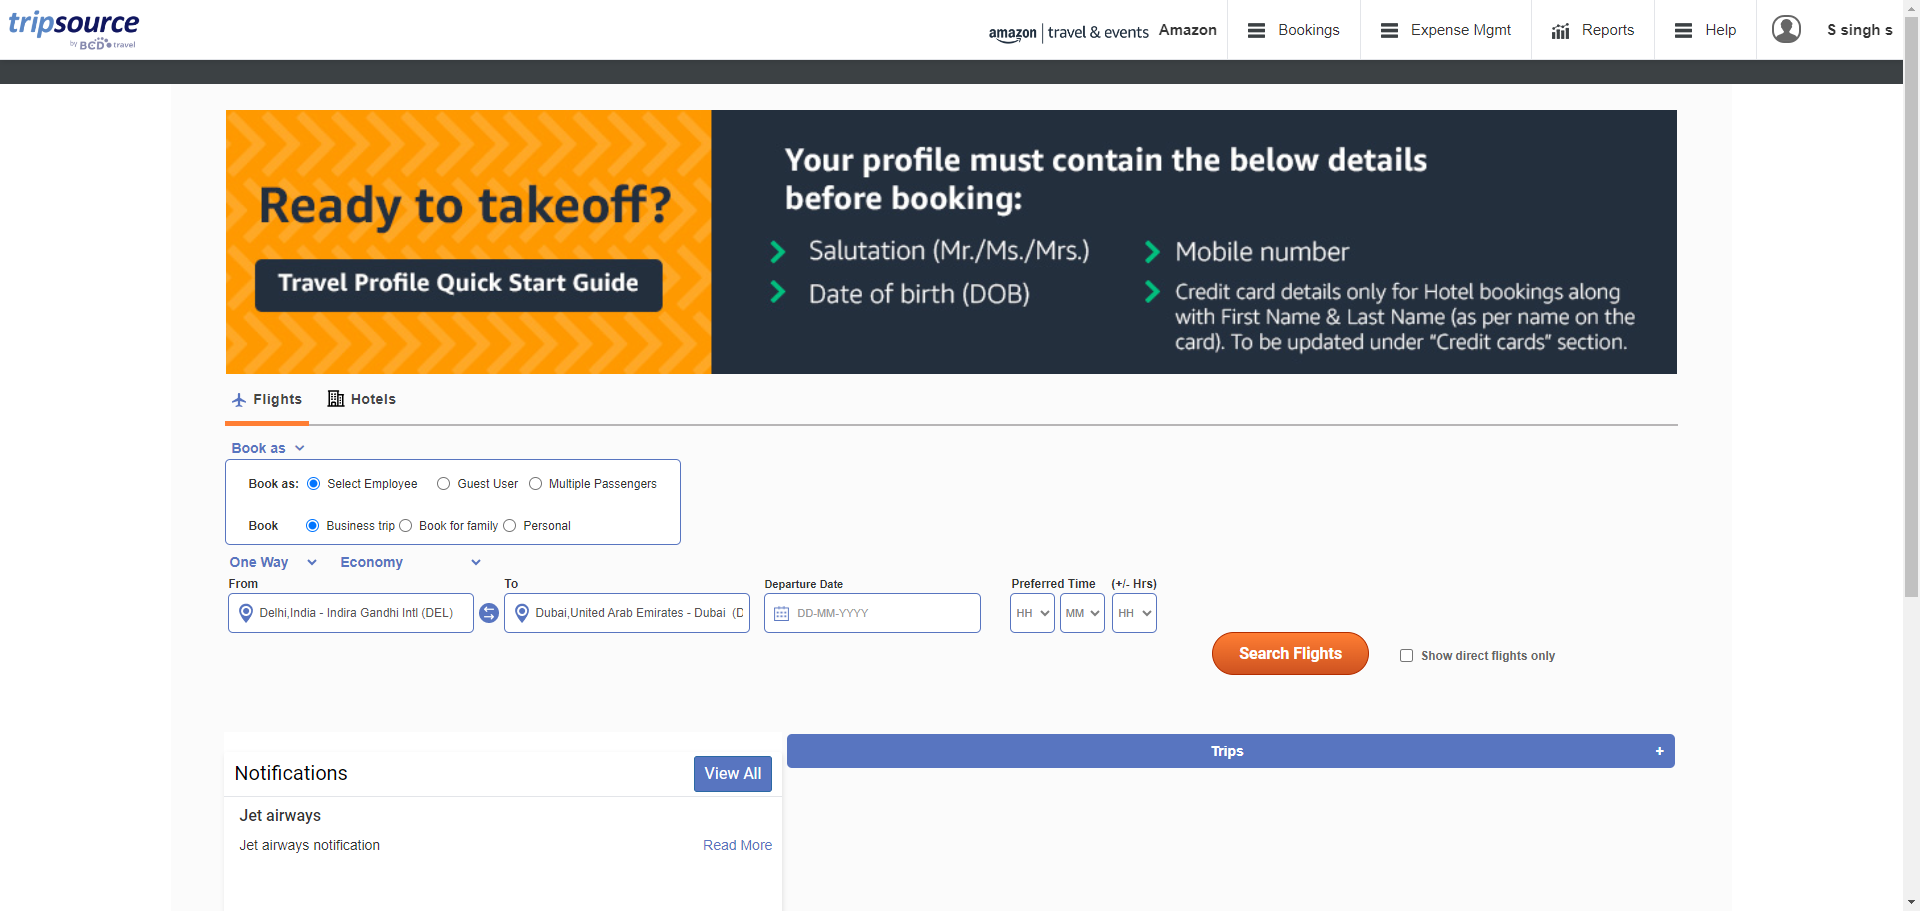 tripsource
by BCD travel
amazon | travel & events Amazon
Bookings
Expense Mgmt
Reports
Help
S singh s
Ready to takeoff?
Travel Profile Quick Start Guide
Your profile must contain the below details
before booking:
Salutation (Mr./Ms./Mrs.)
Date of birth (DOB)
Mobile number
Credit card details only for Hotel bookings along
with First Name & Last Name (as per name on the
card). To be updated under “Credit cards” section.
Flights
Hotels
Book as
Book as: Select Employee Guest User Multiple Passengers
Book Business trip Book for family Personal
One Way Economy
From To Departure Date Preferred Time (+/- Hrs)
Delhi,India - Indira Gandhi Intl (DEL) Dubai,United Arab Emirates - Dubai (D DD-MM-YYYY HH MM HH
Search Flights
Show direct flights only
Notifications
View All
Jet airways
Jet airways notification
Read More
Trips +